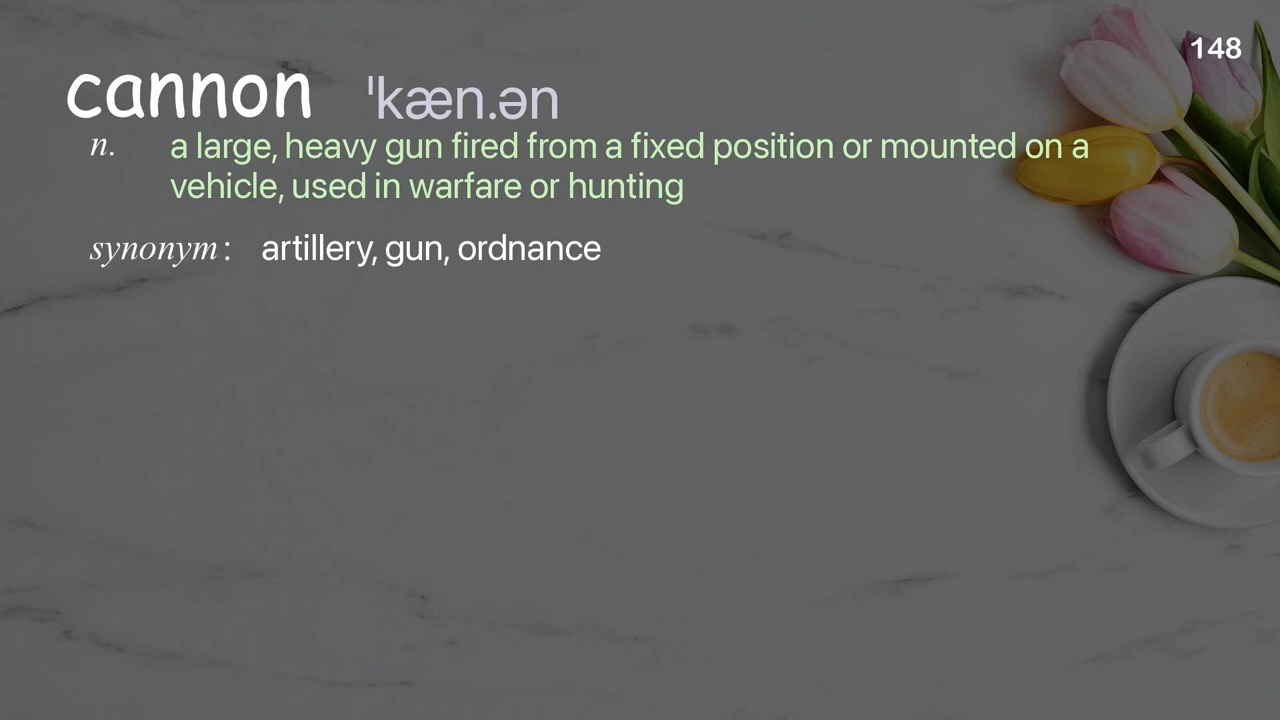 148
cannon ˈkæn.ən
n. a large, heavy gun fired from a fixed position or mounted on a
vehicle, used in warfare or hunting
synonym: artillery, gun, ordnance